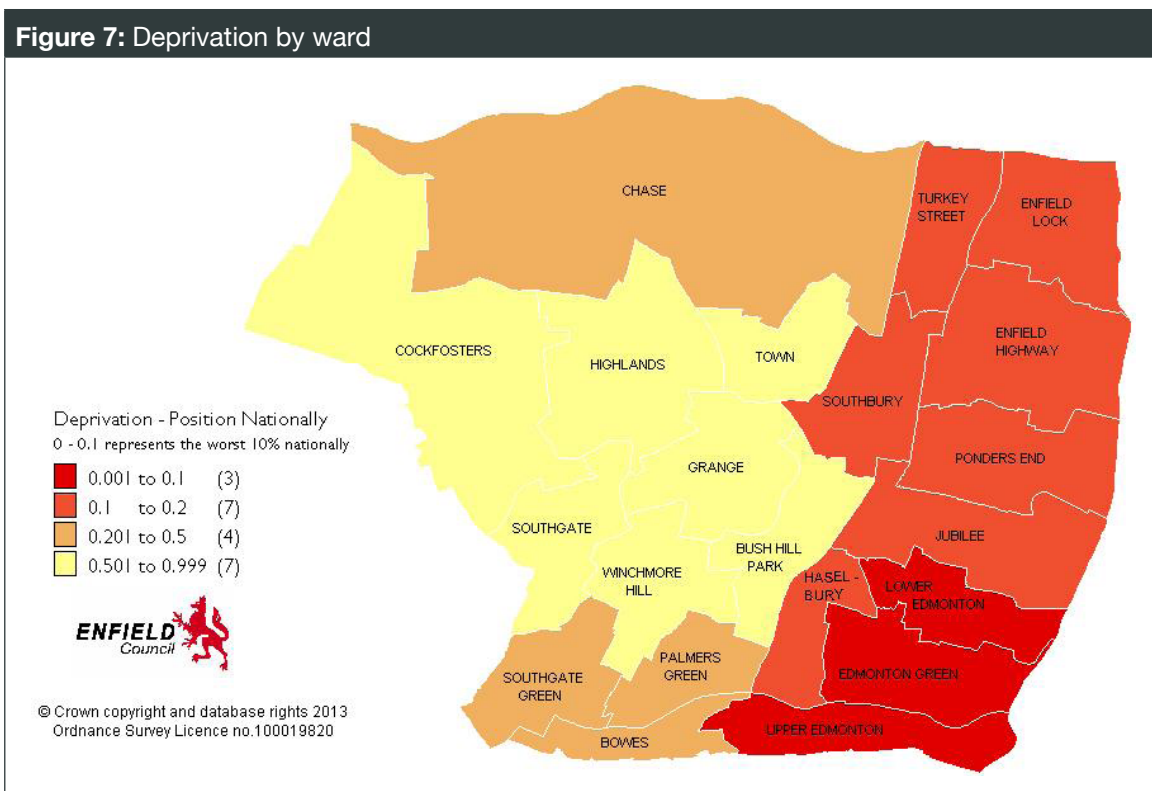 Figure 7: Deprivation by ward
CHASE
TURKEY
STREET
ENFIELD
LOCK
COCKFOSTERS
HIGHLANDS
TOWN
ENFIELD
HIGHWAY
SOUTHBURY
GRANGE
PONDERS END
SOUTHGATE
BUSH HILL
PARK
JUBILEE
WINCHMORE
HILL
HASEL -
BURY
LOWER
EDMONTON
PALMERS
GREEN
SOUTHGATE
GREEN
EDMONTON GREEN
BOWES
UPPER EDMONTON
Deprivation - Position Nationally
0 - 0.1 represents the worst 10% nationally
0.001 to 0.1 (3)
0.1 to 0.2 (7)
0.201 to 0.5 (4)
0.501 to 0.999 (7)
ENFIELD
Council
© Crown copyright and database rights 2013
Ordnance Survey Licence no.100019820